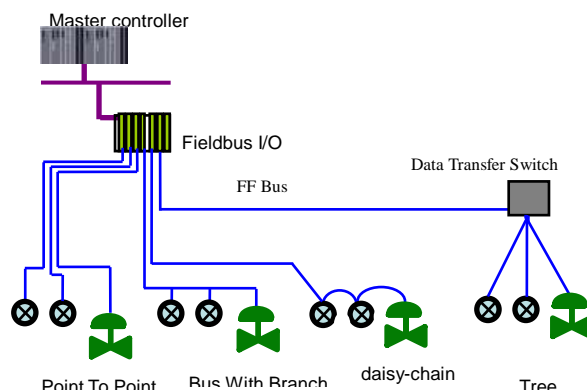 Master controller
Fieldbus I/O
Data Transfer Switch
FF Bus
Point To Point
Bus With Branch
daisy-chain
Tree